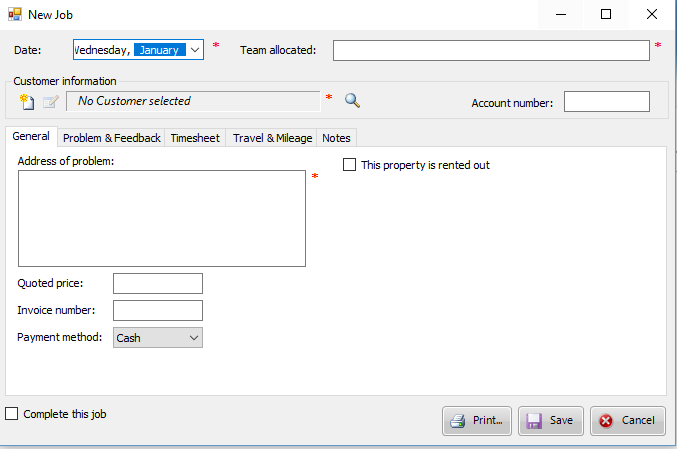 New Job
Date: Wednesday, January * Team allocated: *
Customer information
No Customer selected * Account number:
General Problem & Feedback Timesheet Travel & Mileage Notes
Address of problem: * This property is rented out
Quoted price:
Invoice number:
Payment method: Cash
Complete this job Print... Save Cancel